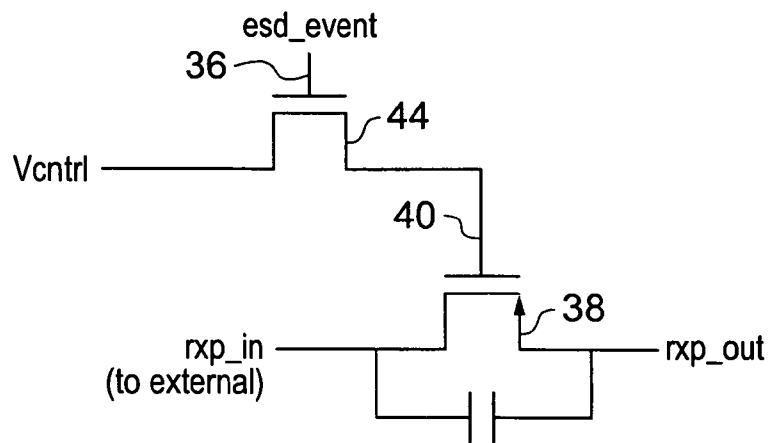 esd_event
36
44
Vcntrl
40
38
rxp_in
(to external)
rxp_out